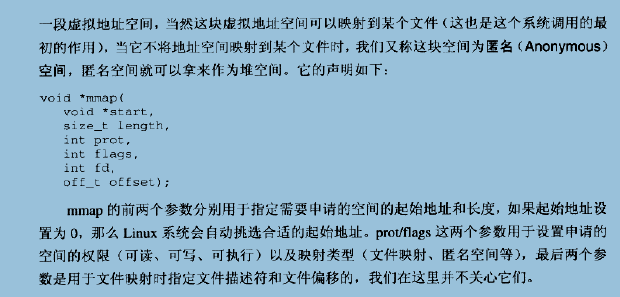 一段虚拟地址空间，当然这块虚拟地址空间可以映射到某个文件（这也是这个系统调用的最
初的作用），当它不将地址空间映射到某个文件时，我们又称这块空间为匿名（Anonymous）
空间，匿名空间就可以拿来作为堆空间。它的声明如下：
void *mmap(
void *start,
size_t length,
int prot,
int flags,
int fd,
off_t offset);
mmap 的前两个参数分别用于指定需要申请的空间的起始地址和长度，如果起始地址设
置为 0，那么 Linux 系统会自动挑选合适的起始地址。prot/flags 这两个参数用于设置申请的
空间的权限（可读、可写、可执行）以及映射类型（文件映射、匿名空间等），最后两个参
数是用于文件映射时指定文件描述符和文件偏移的，我们在这里并不关心它们。